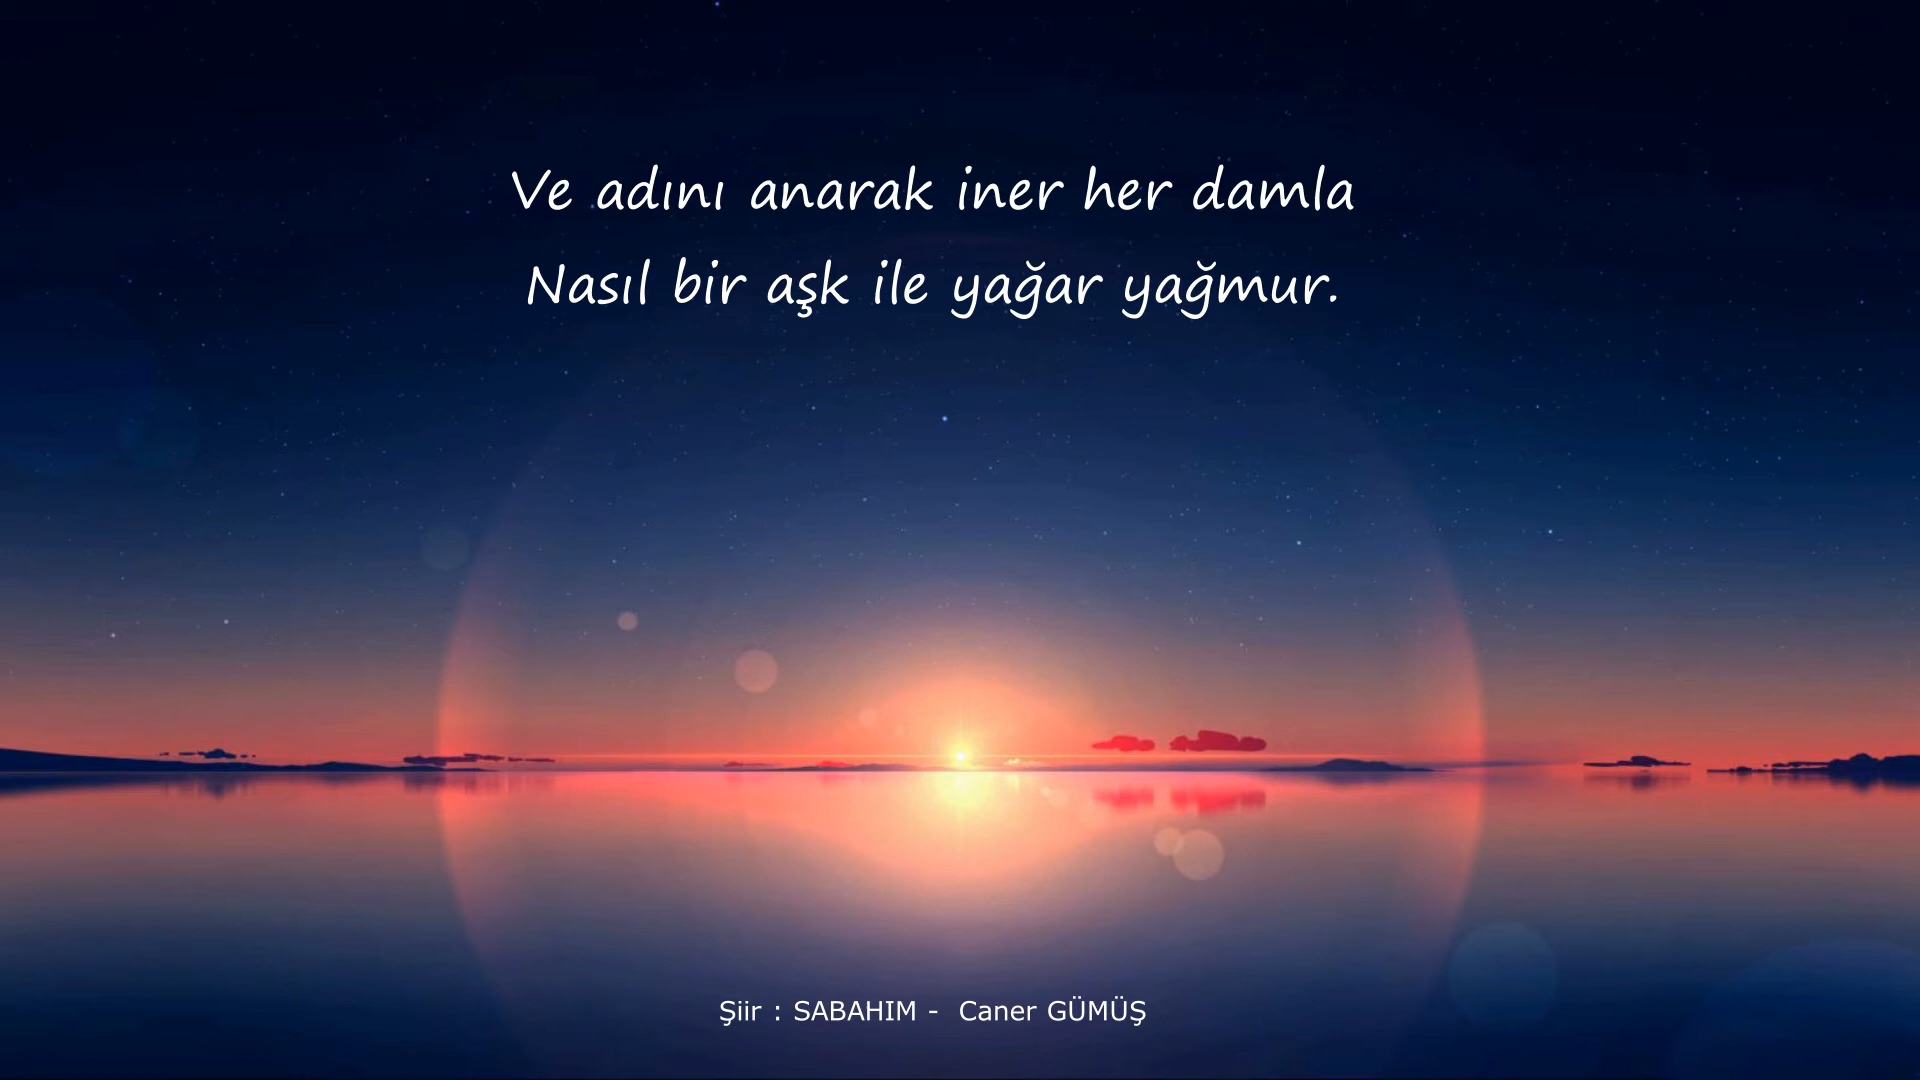 Ve adını anarak iner her damla
Nasıl bir aşk ile yağar yağmur.
Şiir : SABAHIM - Caner GÜMÜŞ